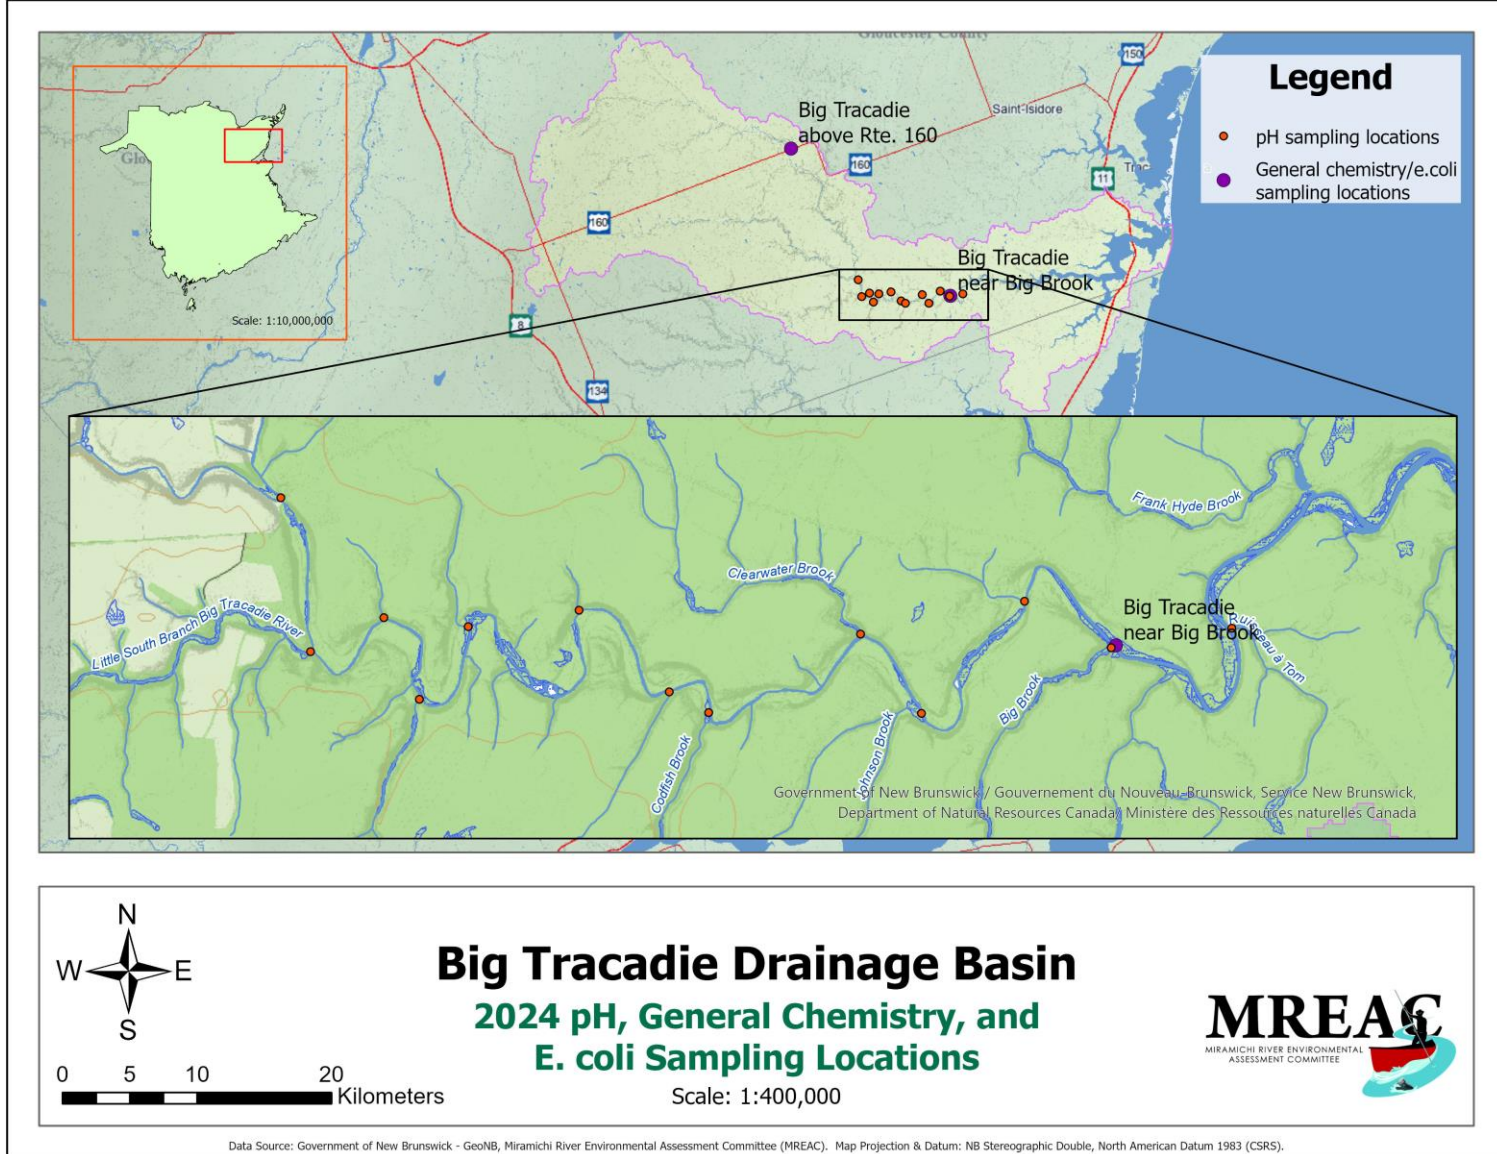 Gloucester County
150
Legend
pH sampling locations
General chemistry/e.coli
sampling locations
Big Tracadie
above Rte. 160
Saint-Isidore
160
11
160
Big Tracadie
near Big Brook
8
134
Scale: 1:10,000,000
Frank Hyde Brook
Clearwater Brook
Little South Branch Big Tracadie River
Big Tracadie
near Big Brook
Ruisseau à Tom
Big Brook
Johnson Brook
Codfish Brook
Government of New Brunswick / Gouvernement du Nouveau-Brunswick, Service New Brunswick,
Department of Natural Resources Canada/ Ministère des Ressources naturelles Canada
N
W E
S
0 5 10 20
Kilometers
Big Tracadie Drainage Basin
2024 pH, General Chemistry, and
E. coli Sampling Locations
Scale: 1:400,000
MREAC
MIRAMICHI RIVER ENVIRONMENTAL
ASSESSMENT COMMITTEE
Data Source: Government of New Brunswick - GeoNB, Miramichi River Environmental Assessment Committee (MREAC). Map Projection & Datum: NB Stereographic Double, North American Datum 1983 (CSRS).